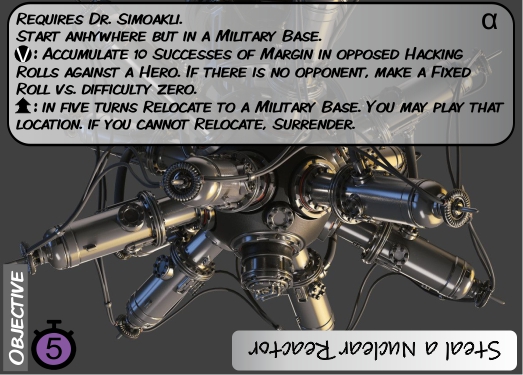 Requires Dr. Simoakli.
α
Start anhywhere but in a Military Base.
: Accumulate 10 Successes of Margin in opposed Hacking
Rolls against a Hero. If there is no opponent, make a Fixed
Roll vs. difficulty zero.
: in five turns Relocate to a Military Base. You may play that
location. if you cannot Relocate, Surrender.
Objective
5
Steal a Nuclear Reactor